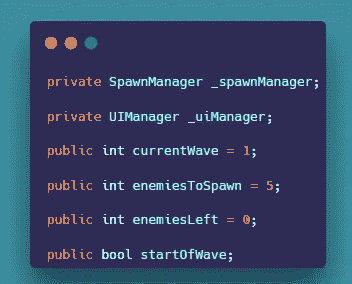 private SpawnManager _spawnManager;
private UIManager _uiManager;
public int currentWave = 1;
public int enemiesToSpawn = 5;
public int enemiesLeft = 0;
public bool startOfWave;